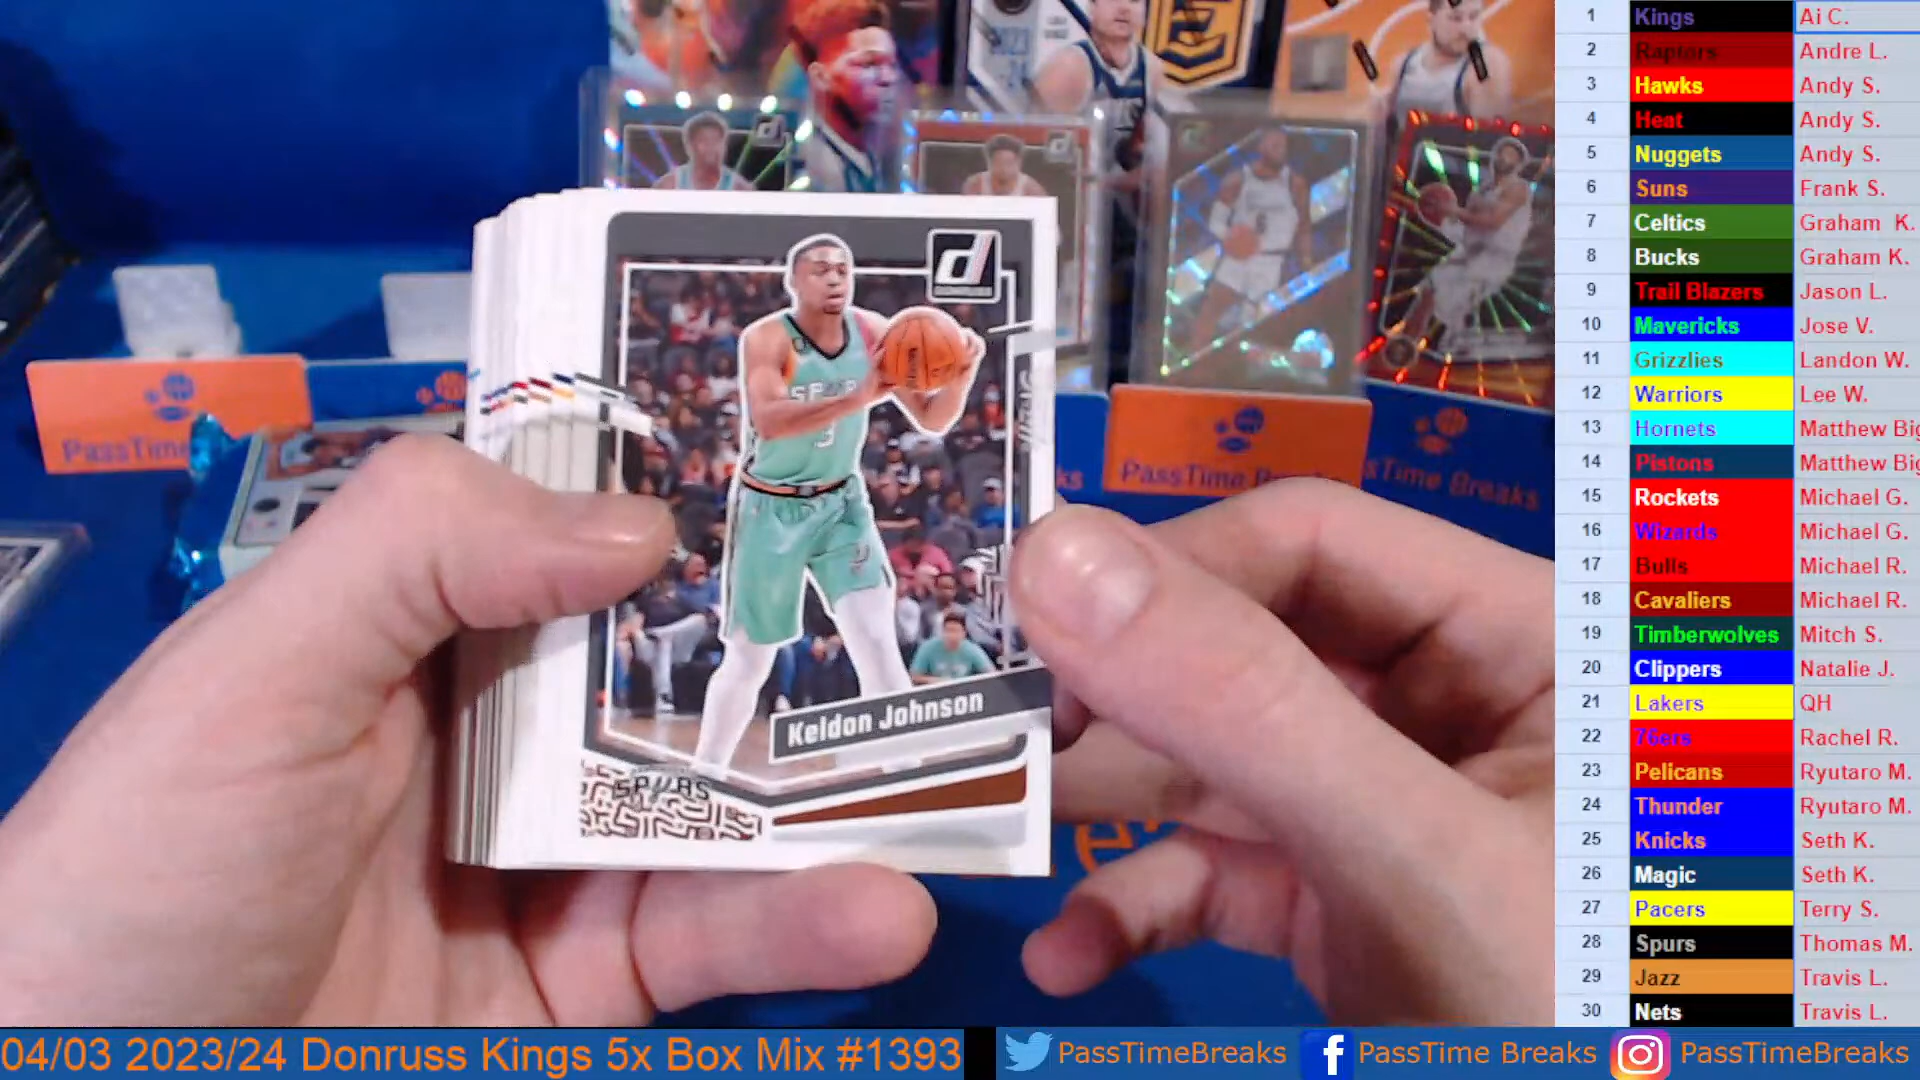 1 Kings Ai C.
2 Raptors Andre L.
3 Hawks Andy S.
4 Heat Andy S.
5 Nuggets Andy S.
6 Suns Frank S.
7 Celtics Graham K.
8 Bucks Graham K.
9 Trail Blazers Jason L.
10 Mavericks Jose V.
11 Grizzlies Landon W.
12 Warriors Lee W.
13 Hornets Matthew Big
14 Pistons Matthew Big
15 Rockets Michael G.
16 Wizards Michael G.
17 Bulls Michael R.
18 Cavaliers Michael R.
19 Timberwolves Mitch S.
20 Clippers Natalie J.
21 Lakers QH
22 76ers Rachel R.
23 Pelicans Ryutaro M.
24 Thunder Ryutaro M.
25 Knicks Seth K.
26 Magic Seth K.
27 Pacers Terry S.
28 Spurs Thomas M.
29 Jazz Travis L.
30 Nets Travis L.
d
SPURS
3
Keldon Johnson
SPURS
PassTime
PassTime Br
sTime Breaks
ks
04/03 2023/24 Donruss Kings 5x Box Mix #1393
PassTimeBreaks
PassTime Breaks
PassTimeBreaks